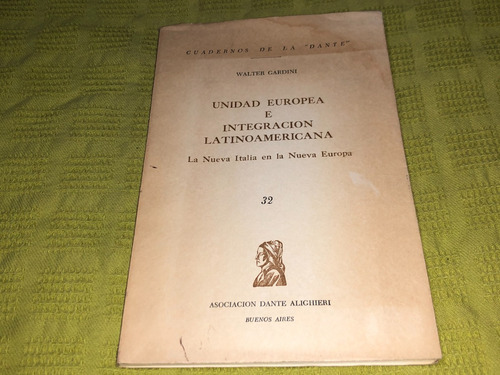 CUADERNOS DE LA "DANTE"
WALTER GARDINI
UNIDAD EUROPEA
E
INTEGRACION
LATINOAMERICANA
La Nueva Italia en la Nueva Europa
32
ASOCIACION DANTE ALIGHIERI
BUENOS AIRES